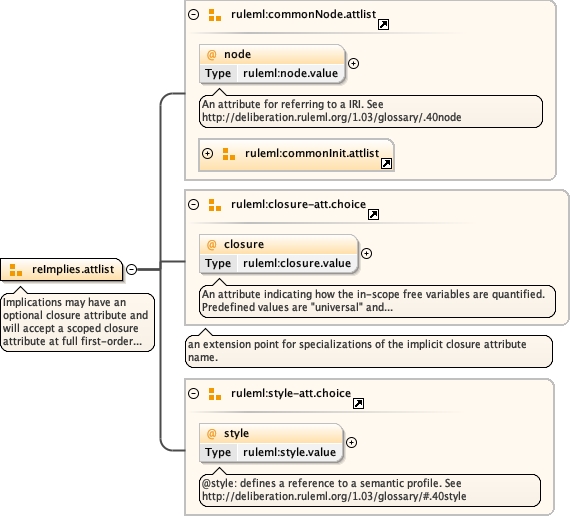 ruleml:commonNode.attlist
@ node
Type ruleml:node.value
An attribute for referring to a IRI. See
http://deliberation.ruleml.org/1.03/glossary/.40node
ruleml:commonInit.attlist
ruleml:closure-att.choice
@ closure
Type ruleml:closure.value
An attribute indicating how the in-scope free variables are quantified.
Predefined values are "universal" and...
an extension point for specializations of the implicit closure attribute
name.
reImplies.attlist
Implications may have an
optional closure attribute and
will accept a scoped closure
attribute at full first-order...
ruleml:style-att.choice
@ style
Type ruleml:style.value
@style: defines a reference to a semantic profile. See
http://deliberation.ruleml.org/1.03/glossary/#.40style